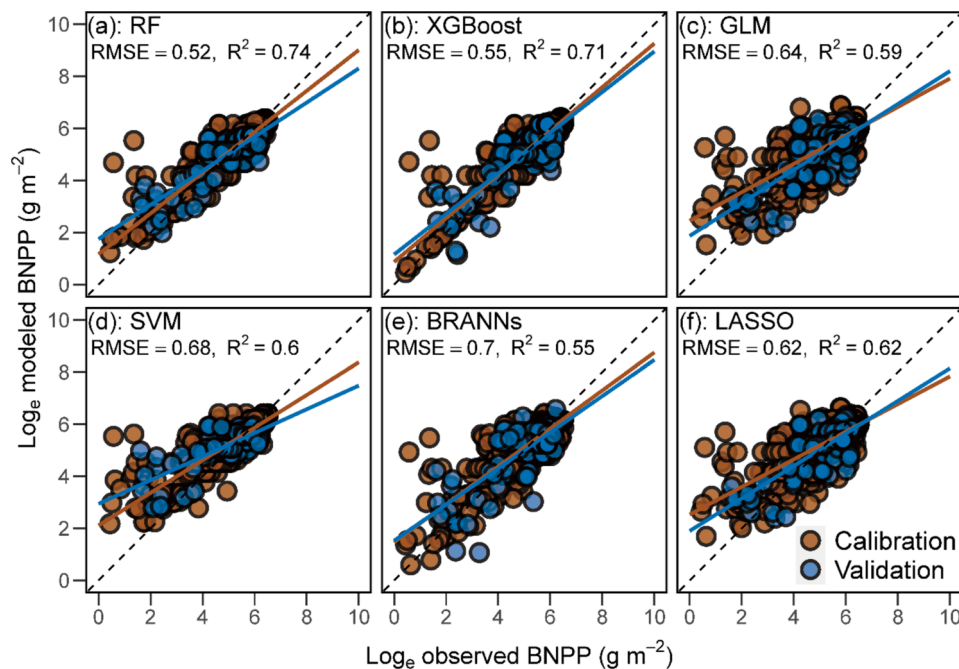 (a): RF
RMSE = 0.52, R² = 0.74
(b): XGBoost
RMSE = 0.55, R² = 0.71
(c): GLM
RMSE = 0.64, R² = 0.59
10
8
6
4
2
0
(d): SVM
RMSE = 0.68, R² = 0.6
(e): BRANNs
RMSE = 0.7, R² = 0.55
(f): LASSO
RMSE = 0.62, R² = 0.62
10
8
6
4
2
0
Calibration
Validation
0 2 4 6 8 10
0 2 4 6 8 10
0 2 4 6 8 10
Logₑ observed BNPP (g m⁻²)
Logₑ modeled BNPP (g m⁻²)